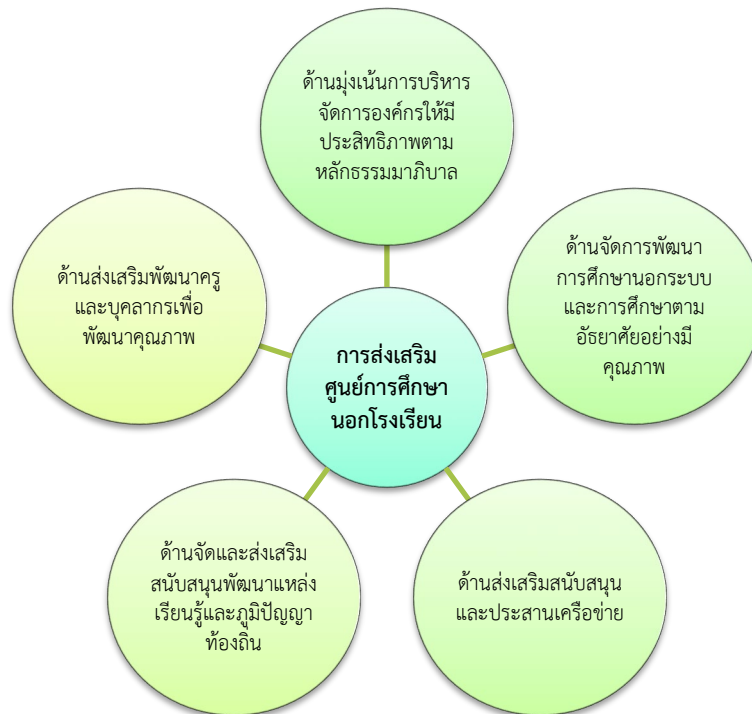 ด้านมุ่งเน้นการบริหาร
จัดการองค์กรให้มี
ประสิทธิภาพตาม
หลักธรรมมาภิบาล
ด้านจัดการพัฒนา
การศึกษานอกระบบ
และการศึกษาตาม
อัธยาศัยอย่างมี
คุณภาพ
ด้านส่งเสริมพัฒนาครู
และบุคลากรเพื่อ
พัฒนาคุณภาพ
การส่งเสริม
ศูนย์การศึกษา
นอกโรงเรียน
ด้านจัดและส่งเสริม
สนับสนุนพัฒนาแหล่ง
เรียนรู้และภูมิปัญญา
ท้องถิ่น
ด้านส่งเสริมสนับสนุน
และประสานเครือข่าย